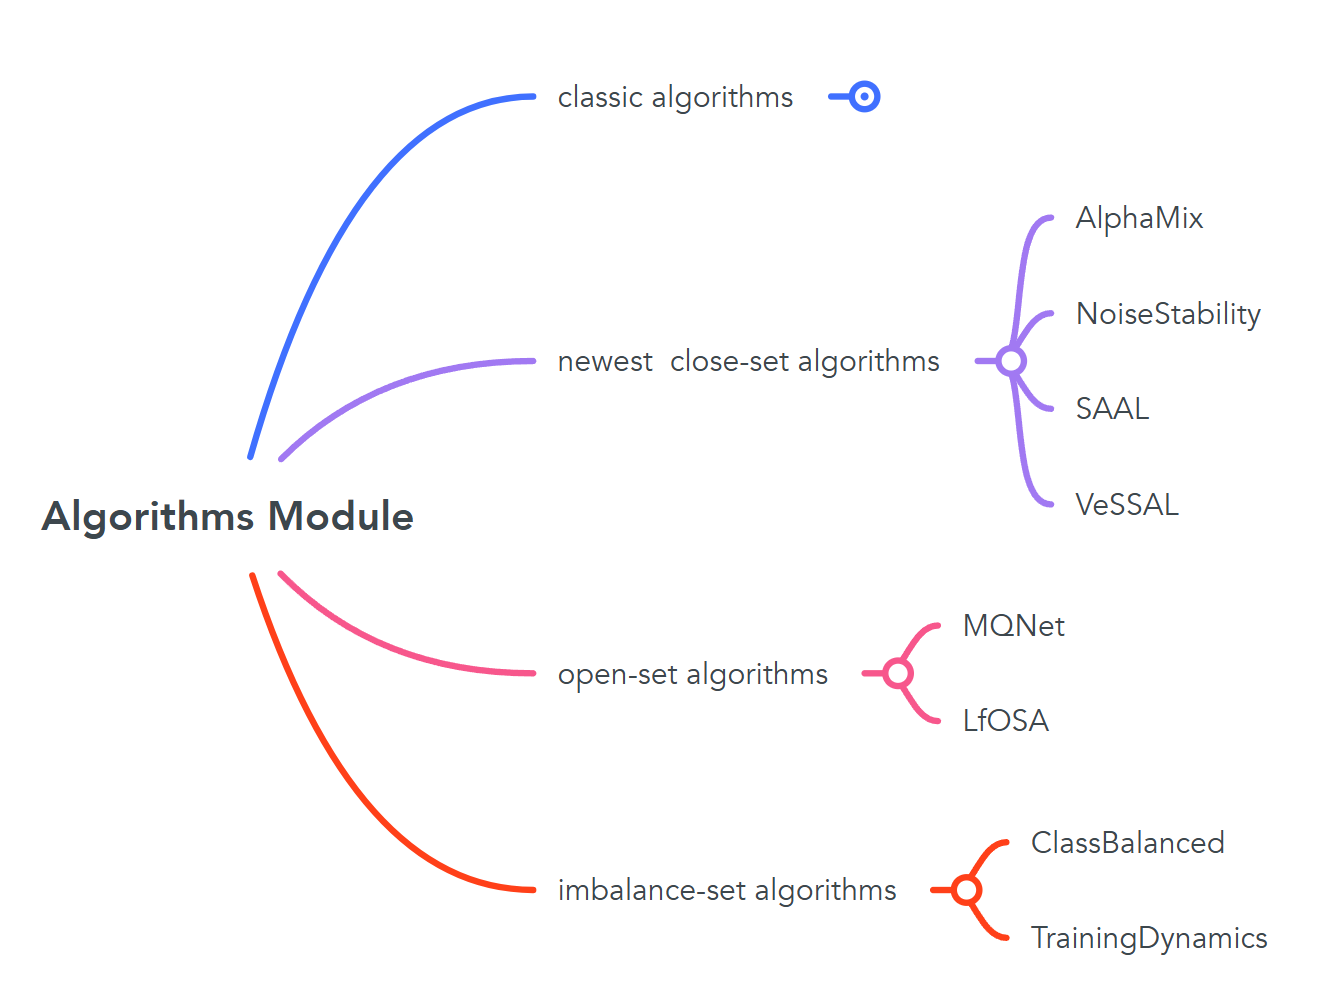 classic algorithms
AlphaMix
NoiseStability
newest  close-set algorithms
SAAL
VeSSAL
Algorithms Module
MQNet
open-set algorithms
LfOSA
ClassBalanced
imbalance-set algorithms
TrainingDynamics